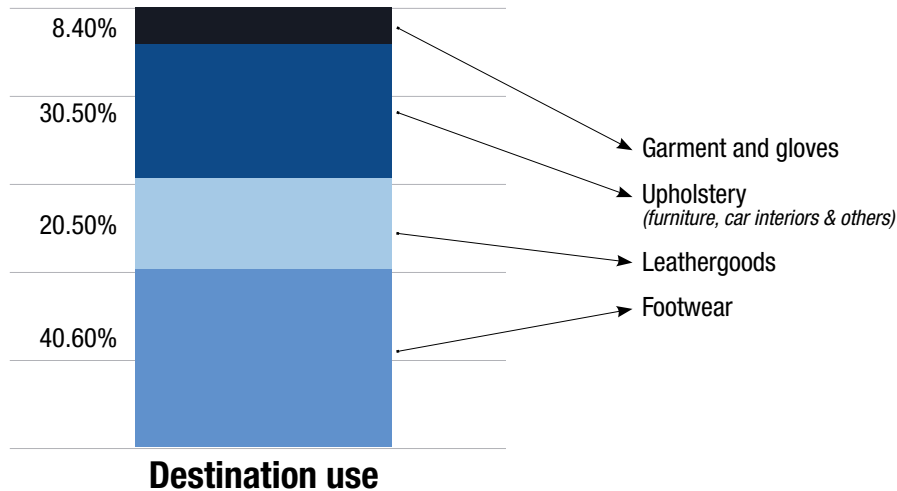 8.40%
30.50%
20.50%
40.60%
Garment and gloves
Upholstery
(furniture, car interiors & others)
Leathergoods
Footwear
Destination use